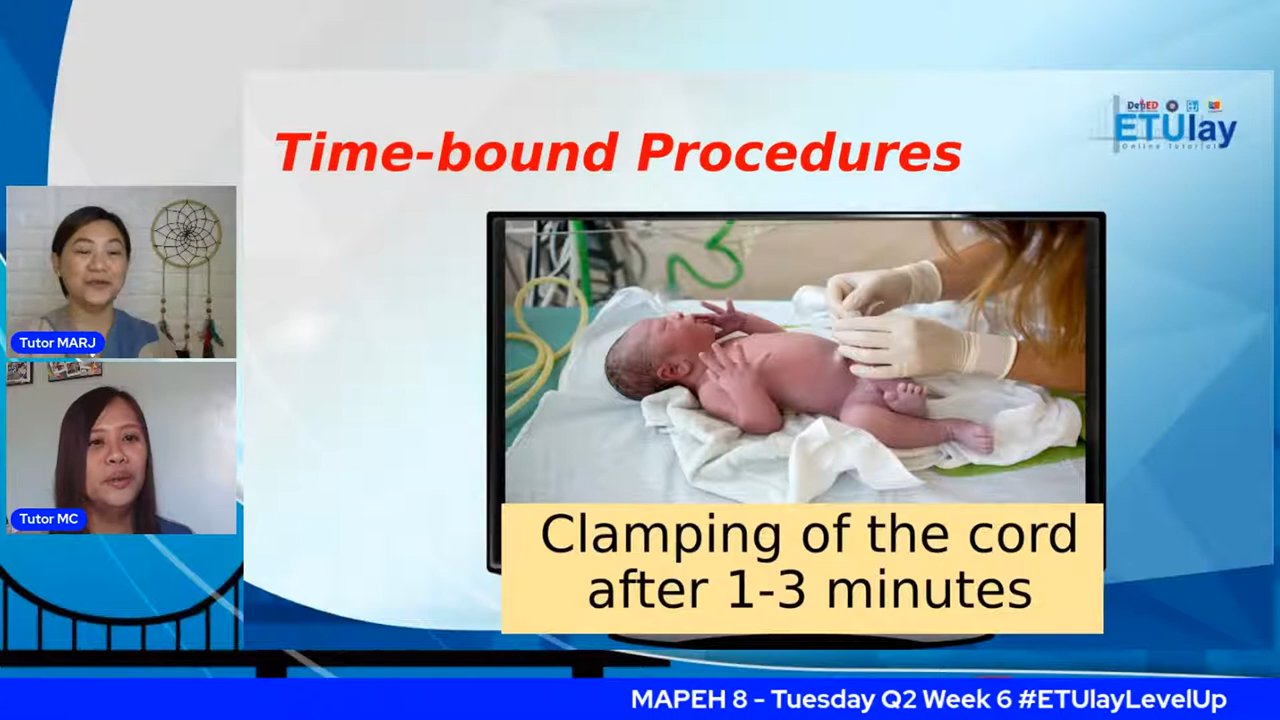 DepED
ETUlay
Online Tutorial
Time-bound Procedures
Tutor MARJ
Tutor MC
Clamping of the cord
after 1-3 minutes
MAPEH 8 - Tuesday Q2 Week 6 #ETUlayLevelUp